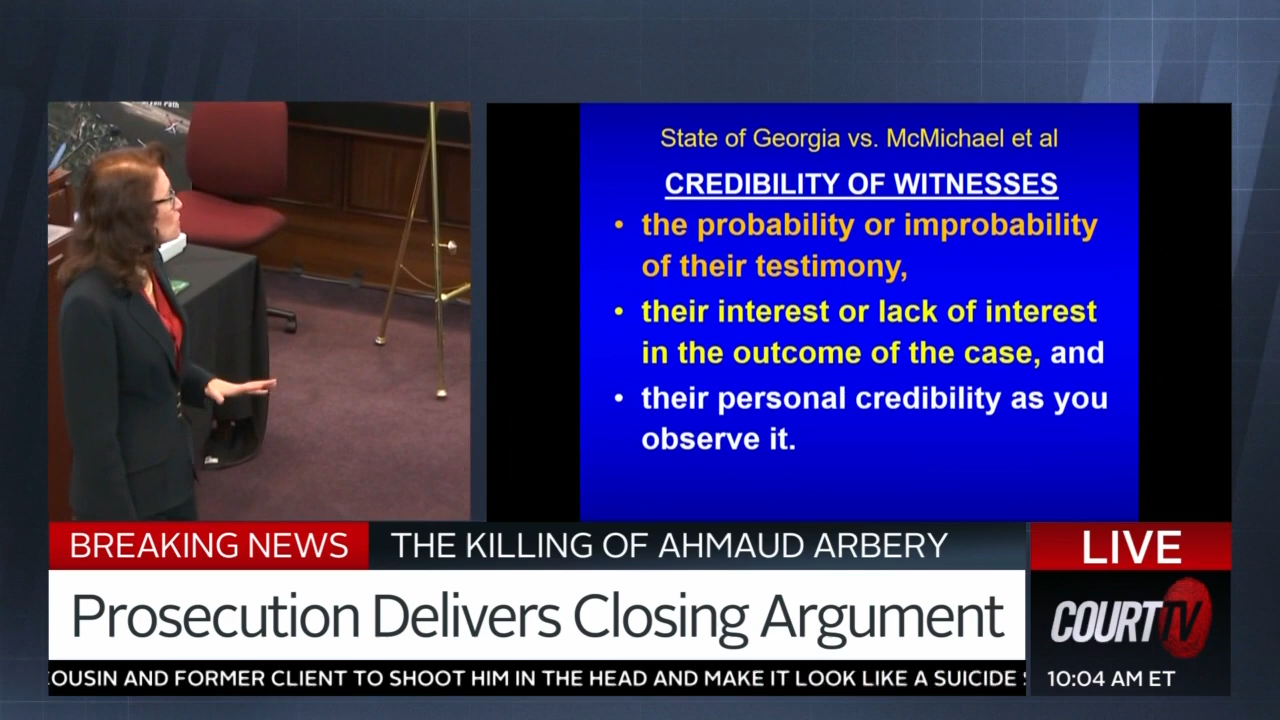 Bryan Path
State of Georgia vs. McMichael et al
CREDIBILITY OF WITNESSES
• the probability or improbability
of their testimony,
• their interest or lack of interest
in the outcome of the case, and
• their personal credibility as you
observe it.
BREAKING NEWS
THE KILLING OF AHMAUD ARBERY
LIVE
Prosecution Delivers Closing Argument
COURT TV
COUSIN AND FORMER CLIENT TO SHOOT HIM IN THE HEAD AND MAKE IT LOOK LIKE A SUICIDE
10:04 AM ET